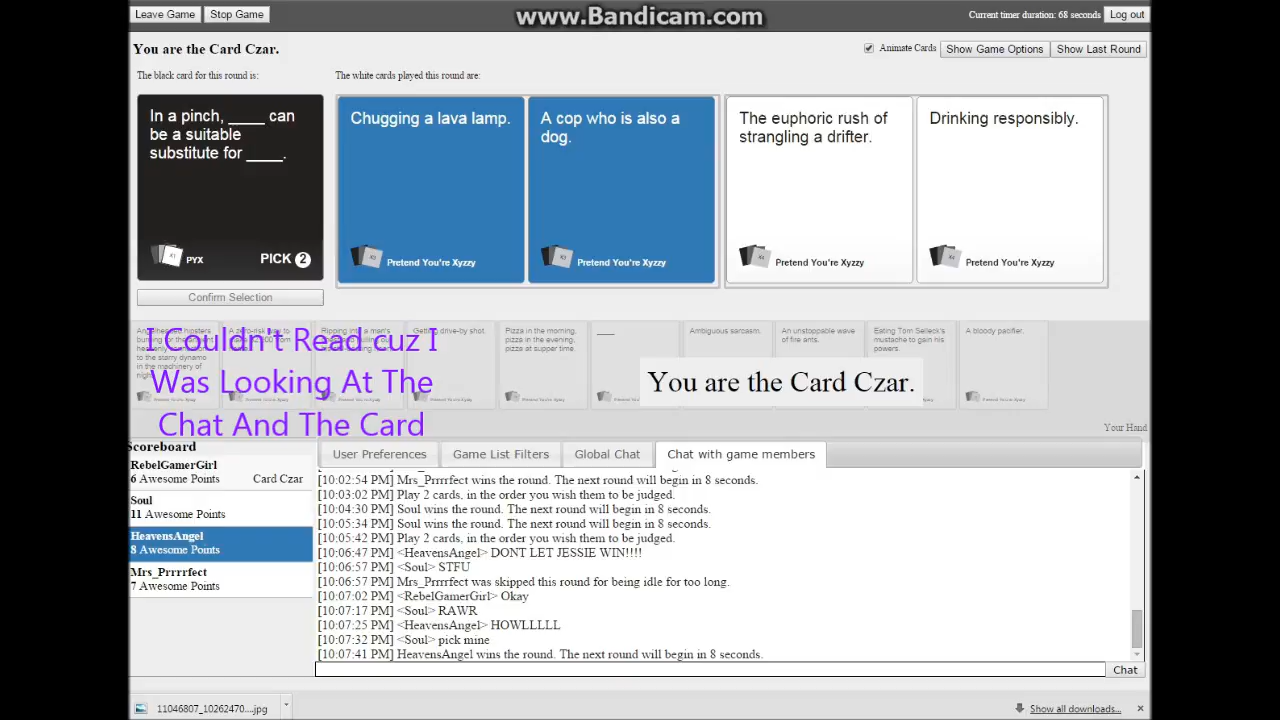 www.Bandicam.com
Leave Game
Stop Game
Current timer duration: 68 seconds
Log out
You are the Card Czar.
Animate Cards
Show Game Options
Show Last Round
The black card for this round is:
The white cards played this round are:
In a pinch, ____ can
be a suitable
substitute for ____.
PYX
PICK 2
Chugging a lava lamp.
Pretend You're Xyzzy
A cop who is also a
dog.
Pretend You're Xyzzy
The euphoric rush of
strangling a drifter.
Pretend You're Xyzzy
Drinking responsibly.
Pretend You're Xyzzy
Confirm Selection
Getting drive-by shot.
Pizza in the morning,
pizza in the evening,
pizza at supper time.
____
Ambiguous sarcasm.
An unstoppable wave
of fire ants.
Eating Tom Selleck's
mustache to gain his
powers.
A bloody pacifier.
I Couldn't Read cuz I
Was Looking At The
Chat And The Card
You are the Card Czar.
Your Hand
Scoreboard
RebelGamerGirl
6 Awesome Points Card Czar
Soul
11 Awesome Points
HeavensAngel
8 Awesome Points
Mrs_Prrrrfect
7 Awesome Points
User Preferences
Game List Filters
Global Chat
Chat with game members
[10:02:54 PM] Mrs_Prrrrfect wins the round. The next round will begin in 8 seconds.
[10:03:02 PM] Play 2 cards, in the order you wish them to be judged.
[10:04:30 PM] Soul wins the round. The next round will begin in 8 seconds.
[10:05:34 PM] Soul wins the round. The next round will begin in 8 seconds.
[10:05:42 PM] Play 2 cards, in the order you wish them to be judged.
[10:06:47 PM] <HeavensAngel> DONT LET JESSIE WIN!!!!
[10:06:57 PM] <Soul> STFU
[10:06:57 PM] Mrs_Prrrrfect was skipped this round for being idle for too long.
[10:07:02 PM] <RebelGamerGirl> Okay
[10:07:17 PM] <Soul> RAWR
[10:07:25 PM] <HeavensAngel> HOWLLLLL
[10:07:32 PM] <Soul> pick mine
[10:07:41 PM] HeavensAngel wins the round. The next round will begin in 8 seconds.
Chat
11046807_10262470....jpg
Show all downloads...